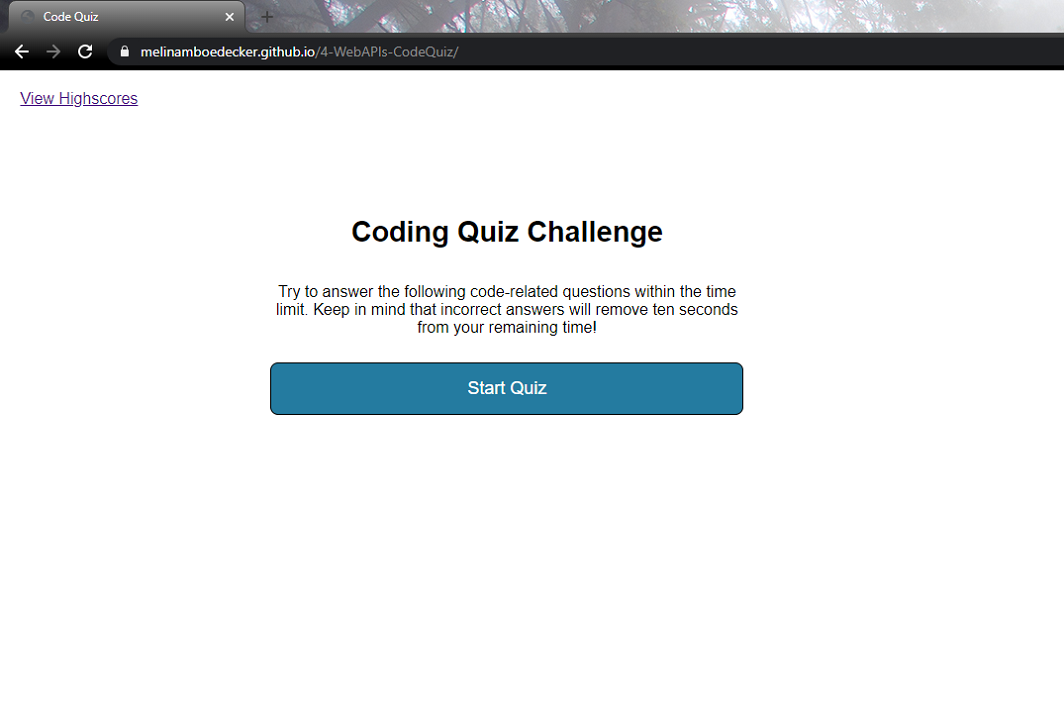 Code Quiz
melinamboedecker.github.io/4-WebAPIs-CodeQuiz/
View Highscores
Coding Quiz Challenge
Try to answer the following code-related questions within the time
limit. Keep in mind that incorrect answers will remove ten seconds
from your remaining time!
Start Quiz